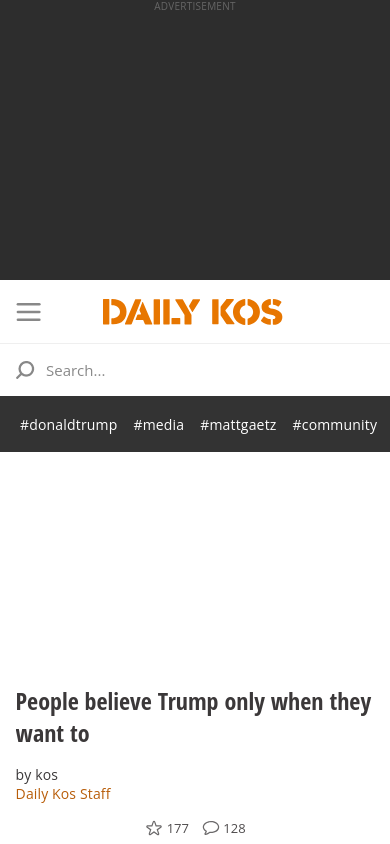 ADVERTISEMENT
DAILY KOS
Search...
#donaldtrump #media #mattgaetz #community
People believe Trump only when they
want to
by kos
Daily Kos Staff
177 128